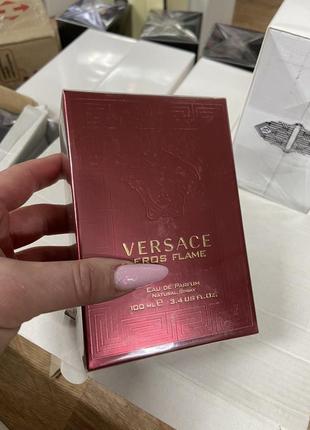 VERSACE
EROS FLAME
EAU DE PARFUM
NATURAL SPRAY
100 ML ℮ 3.4 US FL.OZ.